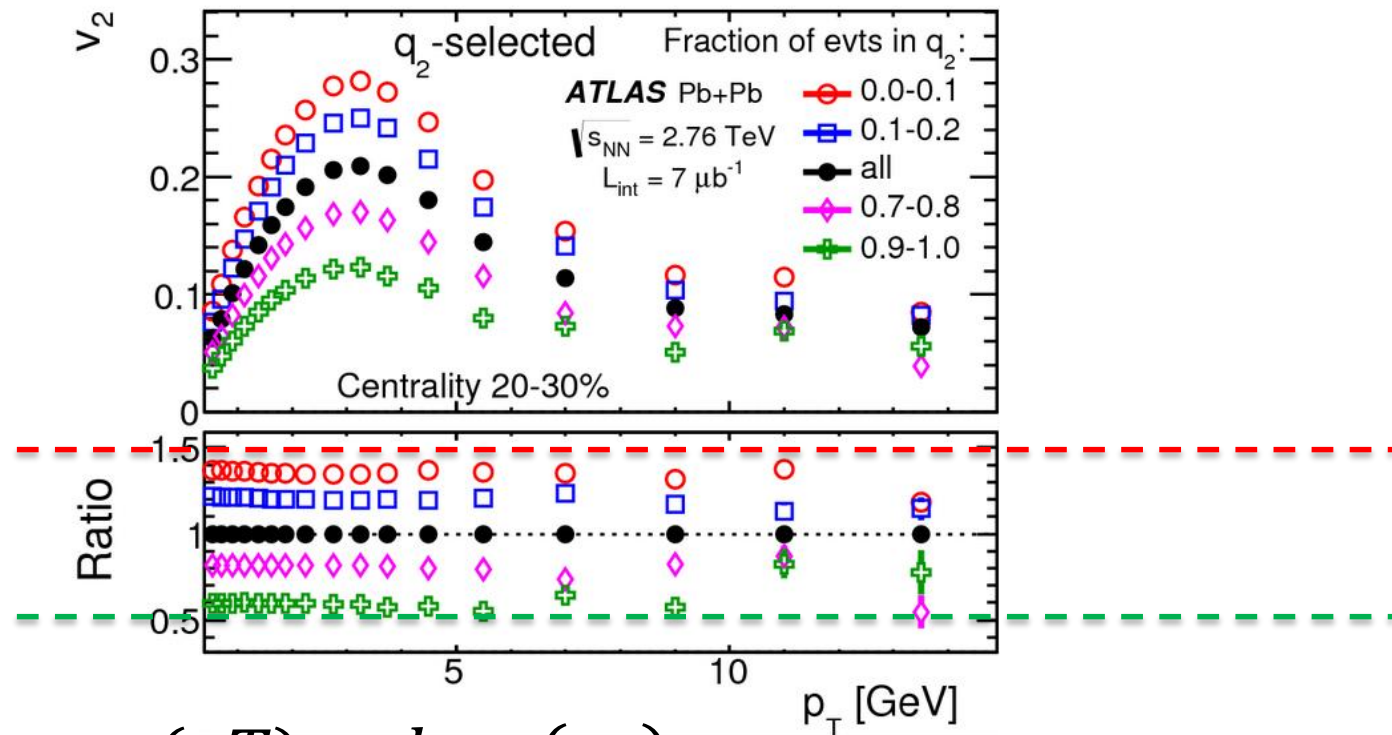 v2
0.3
0.2
0.1
0
q2-selected
Fraction of evts in q2:
ATLAS Pb+Pb
√sNN = 2.76 TeV
Lint = 7 μb-1
0.0-0.1
0.1-0.2
all
0.7-0.8
0.9-1.0
Centrality 20-30%
Ratio
1.5
1
0.5
5
10
pT [GeV]